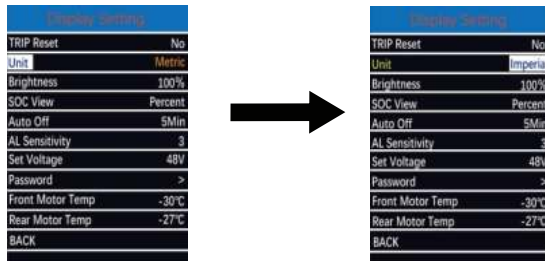 Display Setting
TRIP Reset No
Unit Metric
Brightness 100%
SOC View Percent
Auto Off 5Min
AL Sensitivity 3
Set Voltage 48V
Password >
Front Motor Temp -30℃
Rear Motor Temp -27℃
BACK
Display Setting
TRIP Reset No
Unit Imperia
Brightness 100%
SOC View Percent
Auto Off 5Min
AL Sensitivity 3
Set Voltage 48V
Password >
Front Motor Temp -30℃
Rear Motor Temp -27℃
BACK